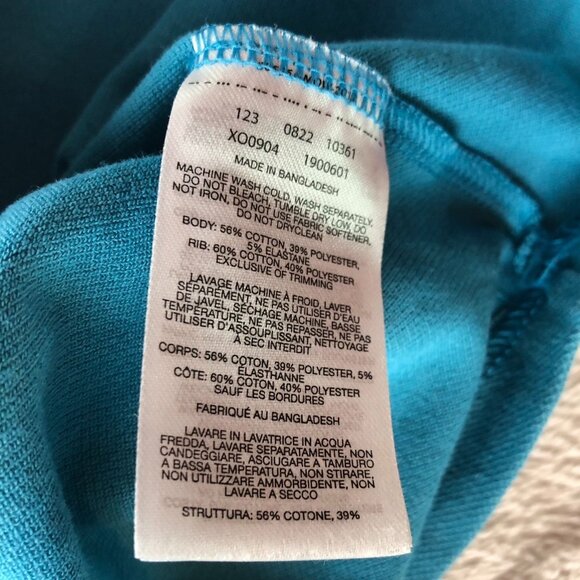 123 0822 10361
XO0904 1900601
MADE IN BANGLADESH
MACHINE WASH COLD, WASH SEPARATELY,
DO NOT BLEACH, TUMBLE DRY LOW, DO
NOT IRON, DO NOT USE FABRIC SOFTENER,
DO NOT DRYCLEAN
BODY: 56% COTTON, 39% POLYESTER,
5% ELASTANE
RIB: 60% COTTON, 40% POLYESTER
EXCLUSIVE OF TRIMMING
LAVAGE MACHINE À FROID, LAVER
SÉPARÉMENT, NE PAS UTILISER D'EAU
DE JAVEL, SÉCHAGE MACHINE, BASSE
TEMPÉRATURE, NE PAS REPASSER, NE PAS
UTILISER D'ASSOUPLISSANT, NETTOYAGE
À SEC INTERDIT
CORPS: 56% COTON, 39% POLYESTER, 5%
ÉLASTHANNE
CÔTE: 60% COTON, 40% POLYESTER
SAUF LES BORDURES
FABRIQUÉ AU BANGLADESH
LAVARE IN LAVATRICE IN ACQUA
FREDDA, LAVARE SEPARATAMENTE, NON
CANDEGGIARE, ASCIUGARE A TAMBURO
A BASSA TEMPERATURA, NON STIRARE,
NON UTILIZZARE AMMORBIDENTE, NON
LAVARE A SECCO
STRUTTURA: 56% COTONE, 39%